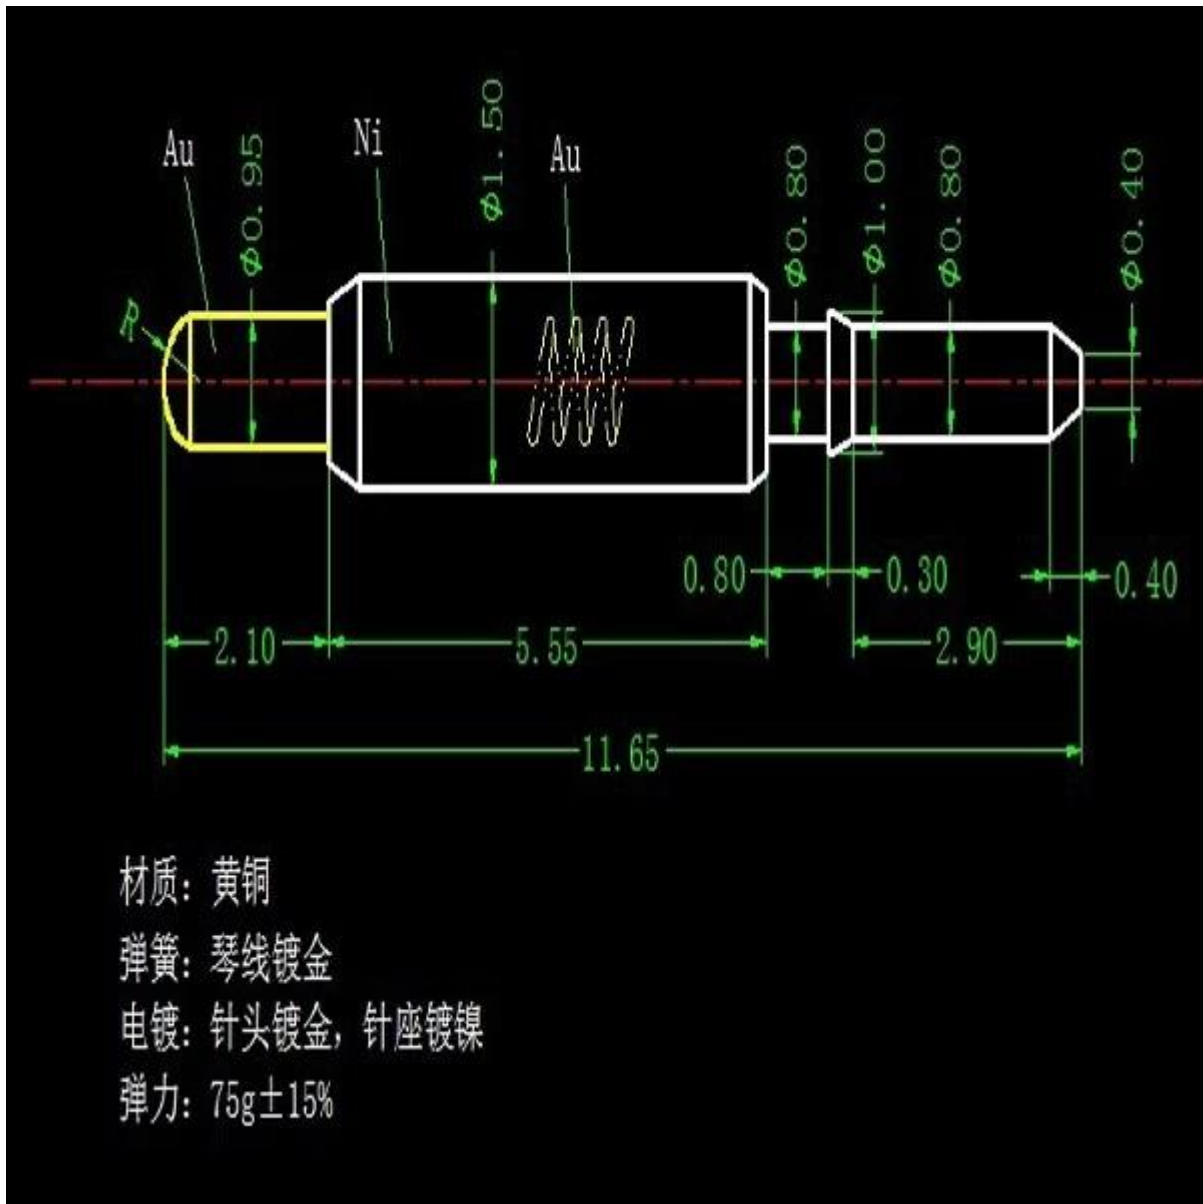 Au
Ni
Au
R
Φ0.95
Φ1.50
Φ0.80
Φ1.00
Φ0.80
Φ0.40
0.80
0.30
0.40
2.10
5.55
2.90
11.65
材质：黄铜
弹簧：琴线镀金
电镀：针头镀金，针座镀镍
弹力：75g±15%